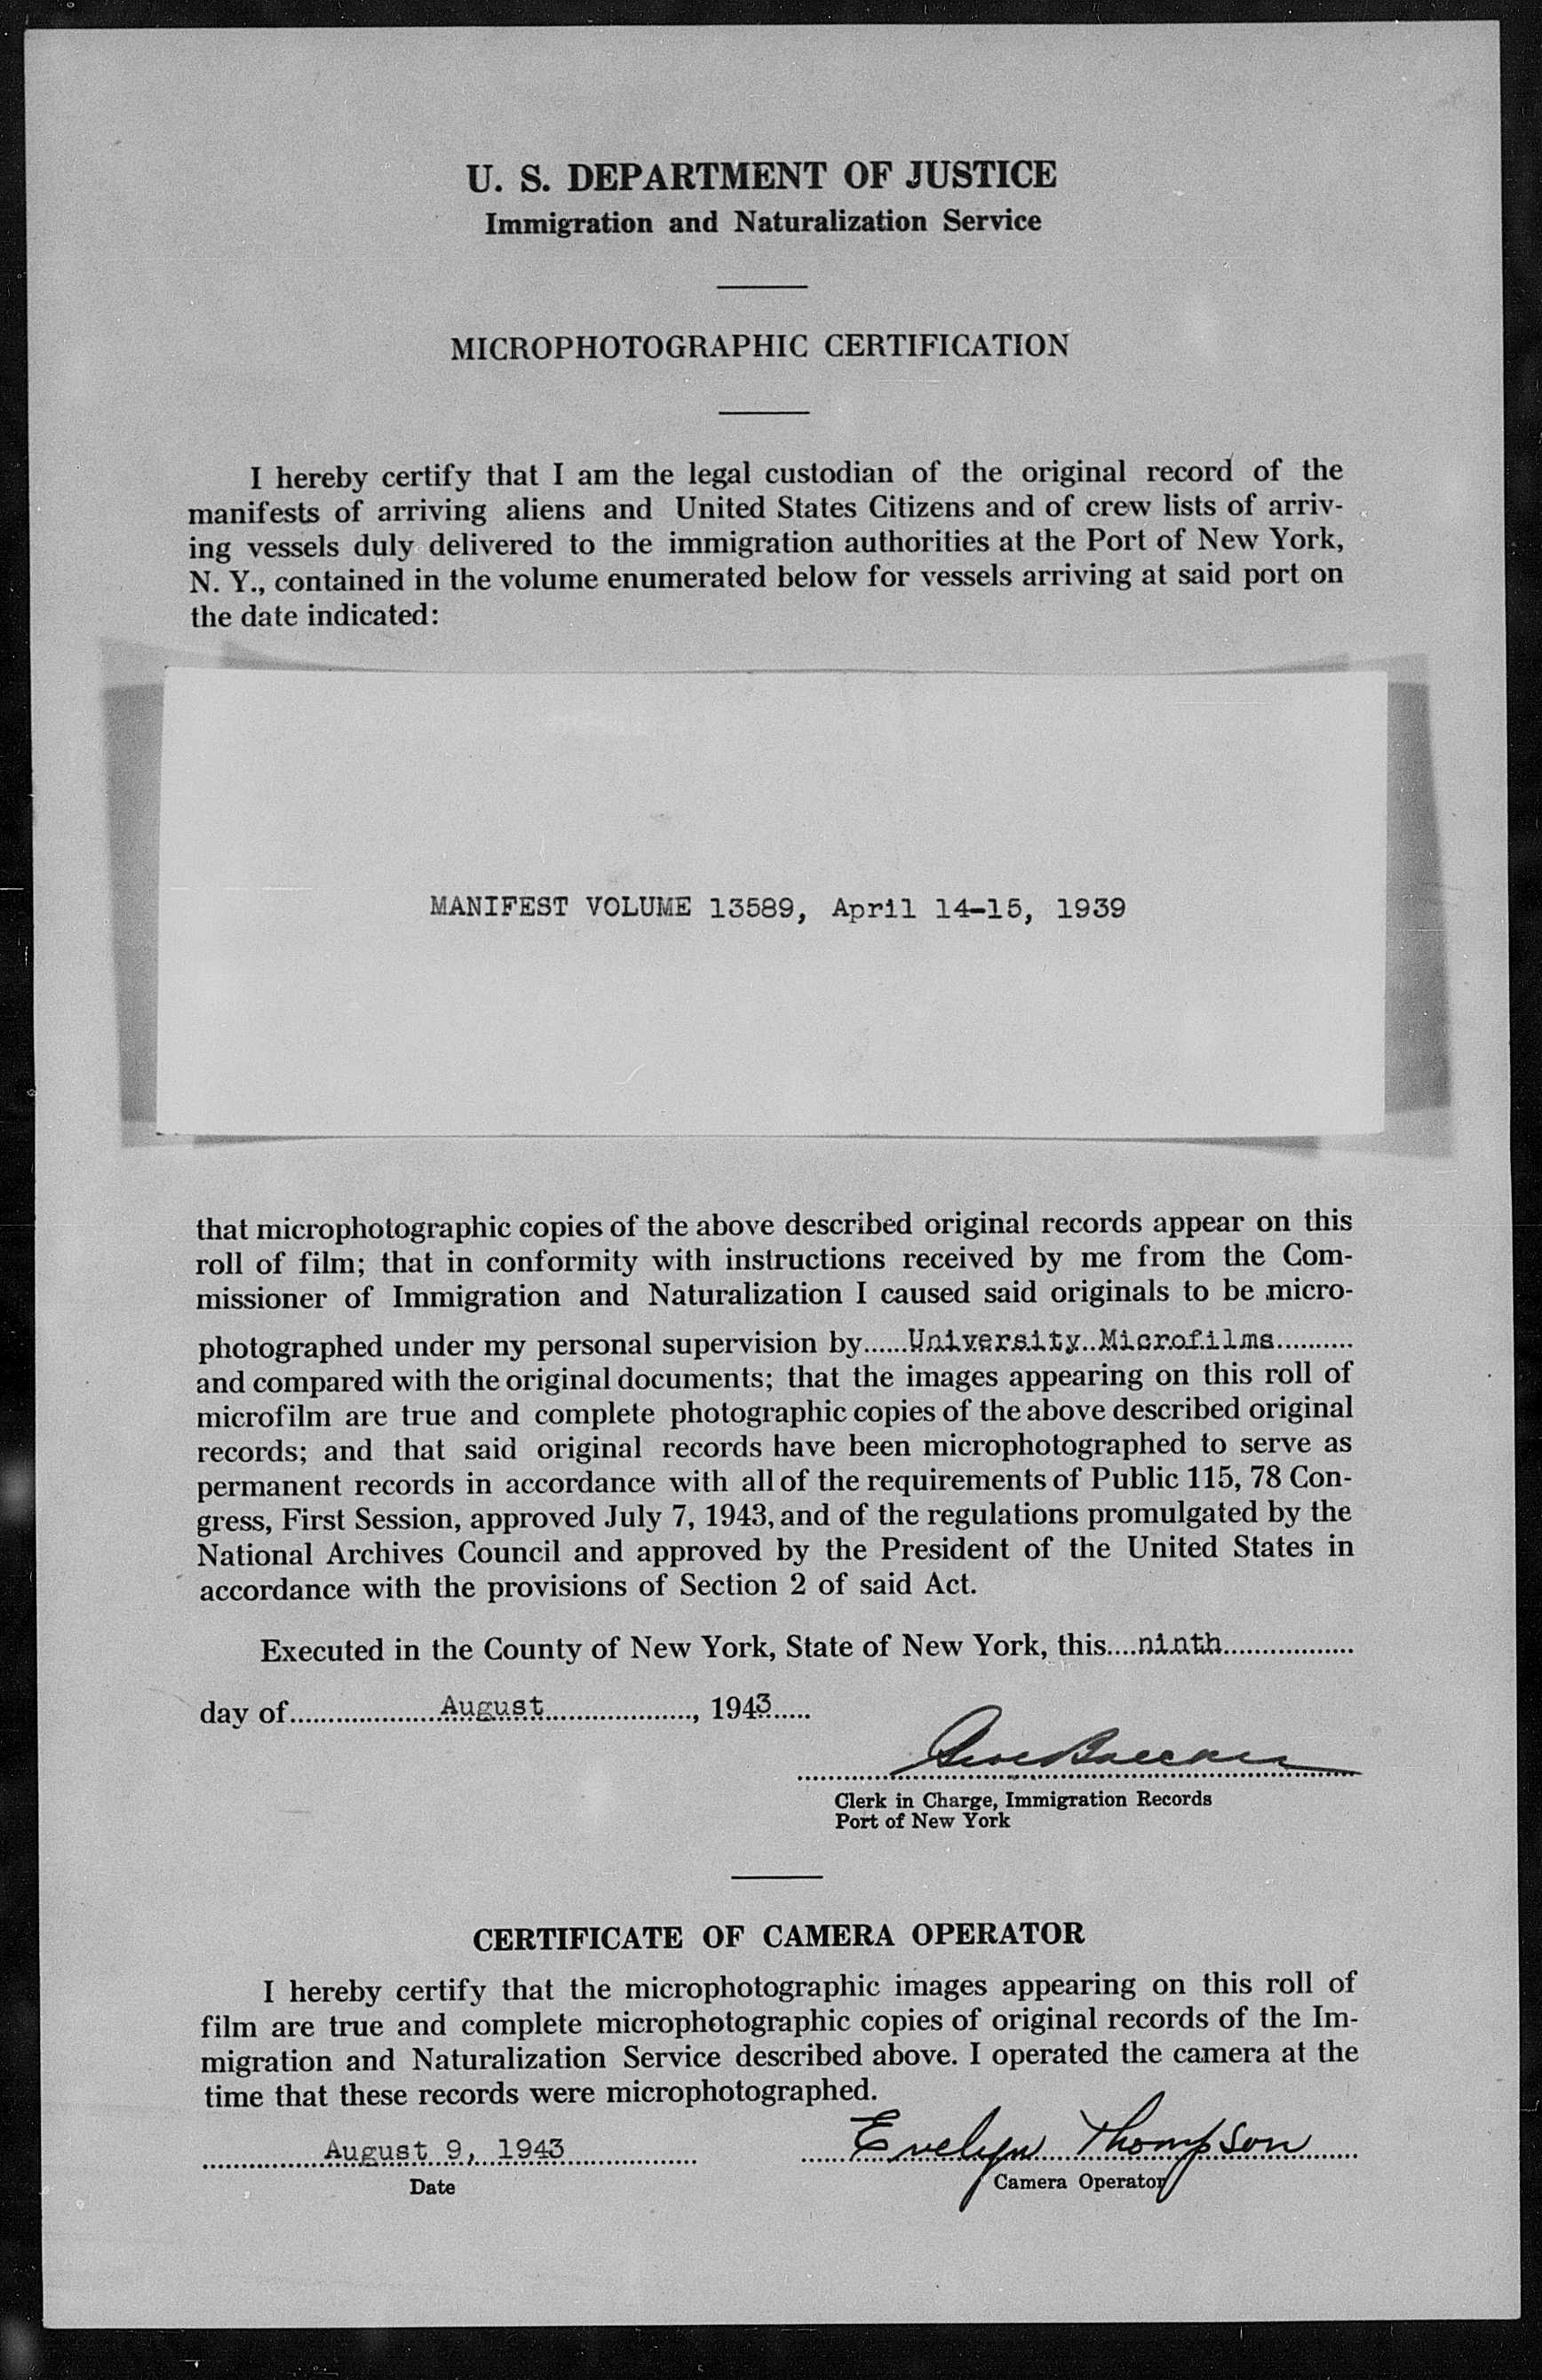 U. S. DEPARTMENT OF JUSTICE
Immigration and Naturalization Service
MICROPHOTOGRAPHIC CERTIFICATION
I hereby certify that I am the legal custodian of the original record of the
manifests of arriving aliens and United States Citizens and of crew lists of arriv-
ing vessels duly delivered to the immigration authorities at the Port of New York,
N. Y., contained in the volume enumerated below for vessels arriving at said port on
the date indicated:
MANIFEST VOLUME 13589, April 14-15, 1939
that microphotographic copies of the above described original records appear on this
roll of film; that in conformity with instructions received by me from the Com-
missioner of Immigration and Naturalization I caused said originals to be micro-
photographed under my personal supervision by......University Microfilms..........
and compared with the original documents; that the images appearing on this roll of
microfilm are true and complete photographic copies of the above described original
records; and that said original records have been microphotographed to serve as
permanent records in accordance with all of the requirements of Public 115, 78 Con-
gress, First Session, approved July 7, 1943, and of the regulations promulgated by the
National Archives Council and approved by the President of the United States in
accordance with the provisions of Section 2 of said Act.
Executed in the County of New York, State of New York, this....ninth.................
day of....................August...................., 1943.....
Clerk in Charge, Immigration Records
Port of New York
CERTIFICATE OF CAMERA OPERATOR
I hereby certify that the microphotographic images appearing on this roll of
film are true and complete microphotographic copies of original records of the Im-
migration and Naturalization Service described above. I operated the camera at the
time that these records were microphotographed.
August 9, 1943 Evelyn Thompson
Date Camera Operator